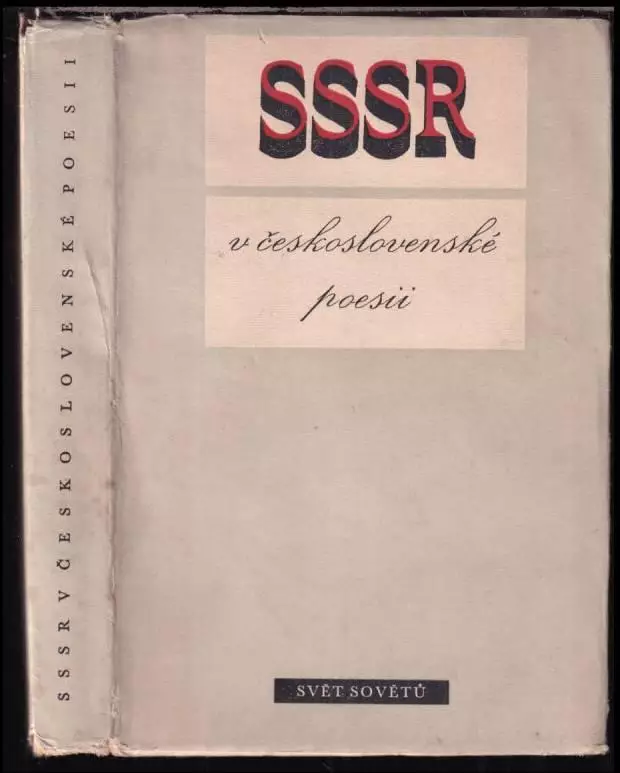 SSSR V ČESKOSLOVENSKÉ POESII
SSSR
v československé
poesii
SVĚT SOVĚTŮ